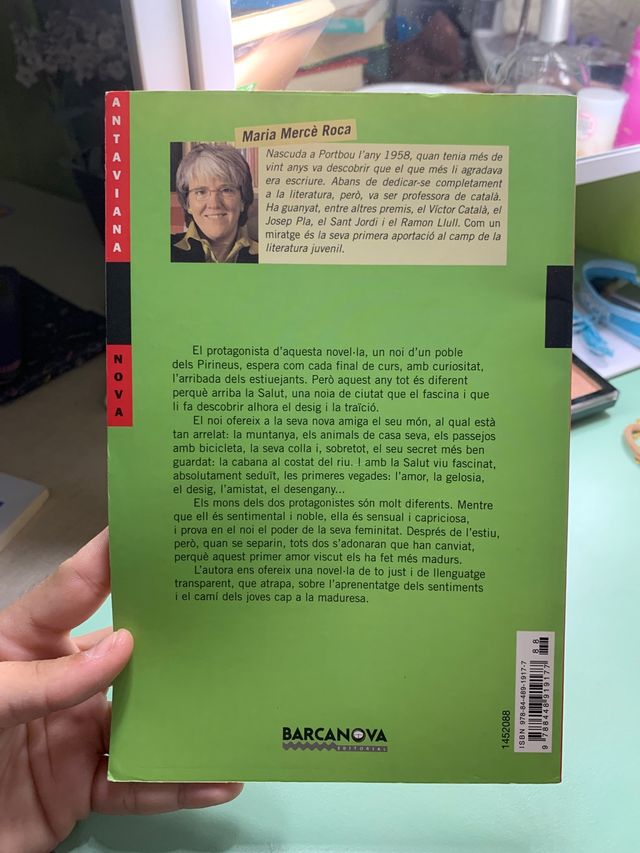 ANTAVIANA
NOVA
Maria Mercè Roca
Nascuda a Portbou l'any 1958, quan tenia més de
vint anys va descobrir que el que més li agradava
era escriure. Abans de dedicar-se completament
a la literatura, però, va ser professora de català.
Ha guanyat, entre altres premis, el Víctor Català, el
Josep Pla, el Sant Jordi i el Ramon Llull. Com un
miratge és la seva primera aportació al camp de la
literatura juvenil.
El protagonista d'aquesta novel·la, un noi d'un poble
dels Pirineus, espera com cada final de curs, amb curiositat,
l'arribada dels estiuejants. Però aquest any tot és diferent
perquè arriba la Salut, una noia de ciutat que el fascina i que
li fa descobrir alhora el desig i la traïció.
El noi ofereix a la seva nova amiga el seu món, al qual està
tan arrelat: la muntanya, els animals de casa seva, els passejos
amb bicicleta, la seva colla i, sobretot, el seu secret més ben
guardat: la cabana al costat del riu. I amb la Salut viu fascinat,
absolutament seduït, les primeres vegades: l'amor, la gelosia,
el desig, l'amistat, el desengany...
Els mons dels dos protagonistes són molt diferents. Mentre
que ell és sentimental i noble, ella és sensual i capriciosa,
i prova en el noi el poder de la seva feminitat. Després de l'estiu,
però, quan se separin, tots dos s'adonaran que han canviat,
perquè aquest primer amor viscut els ha fet més madurs.
L'autora ens ofereix una novel·la de to just i de llenguatge
transparent, que atrapa, sobre l'aprenentatge dels sentiments
i el camí dels joves cap a la maduresa.
BARCANOVA
EDITORIAL
1452088
ISBN 978-84-489-1917-7
9 788448 919177
88